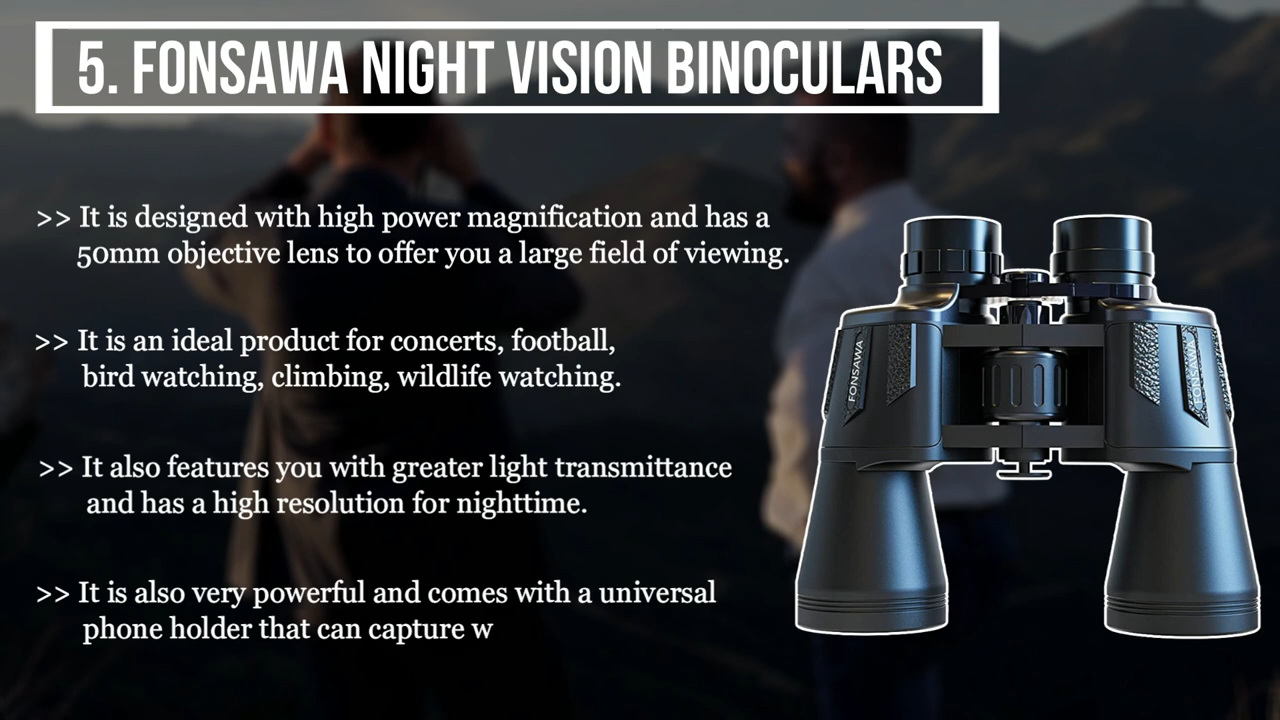 5. FONSAWA NIGHT VISION BINOCULARS
>> It is designed with high power magnification and has a
50mm objective lens to offer you a large field of viewing.
>> It is an ideal product for concerts, football,
bird watching, climbing, wildlife watching.
>> It also features you with greater light transmittance
and has a high resolution for nighttime.
>> It is also very powerful and comes with a universal
phone holder that can capture w
FONSAWA
FONSAWA